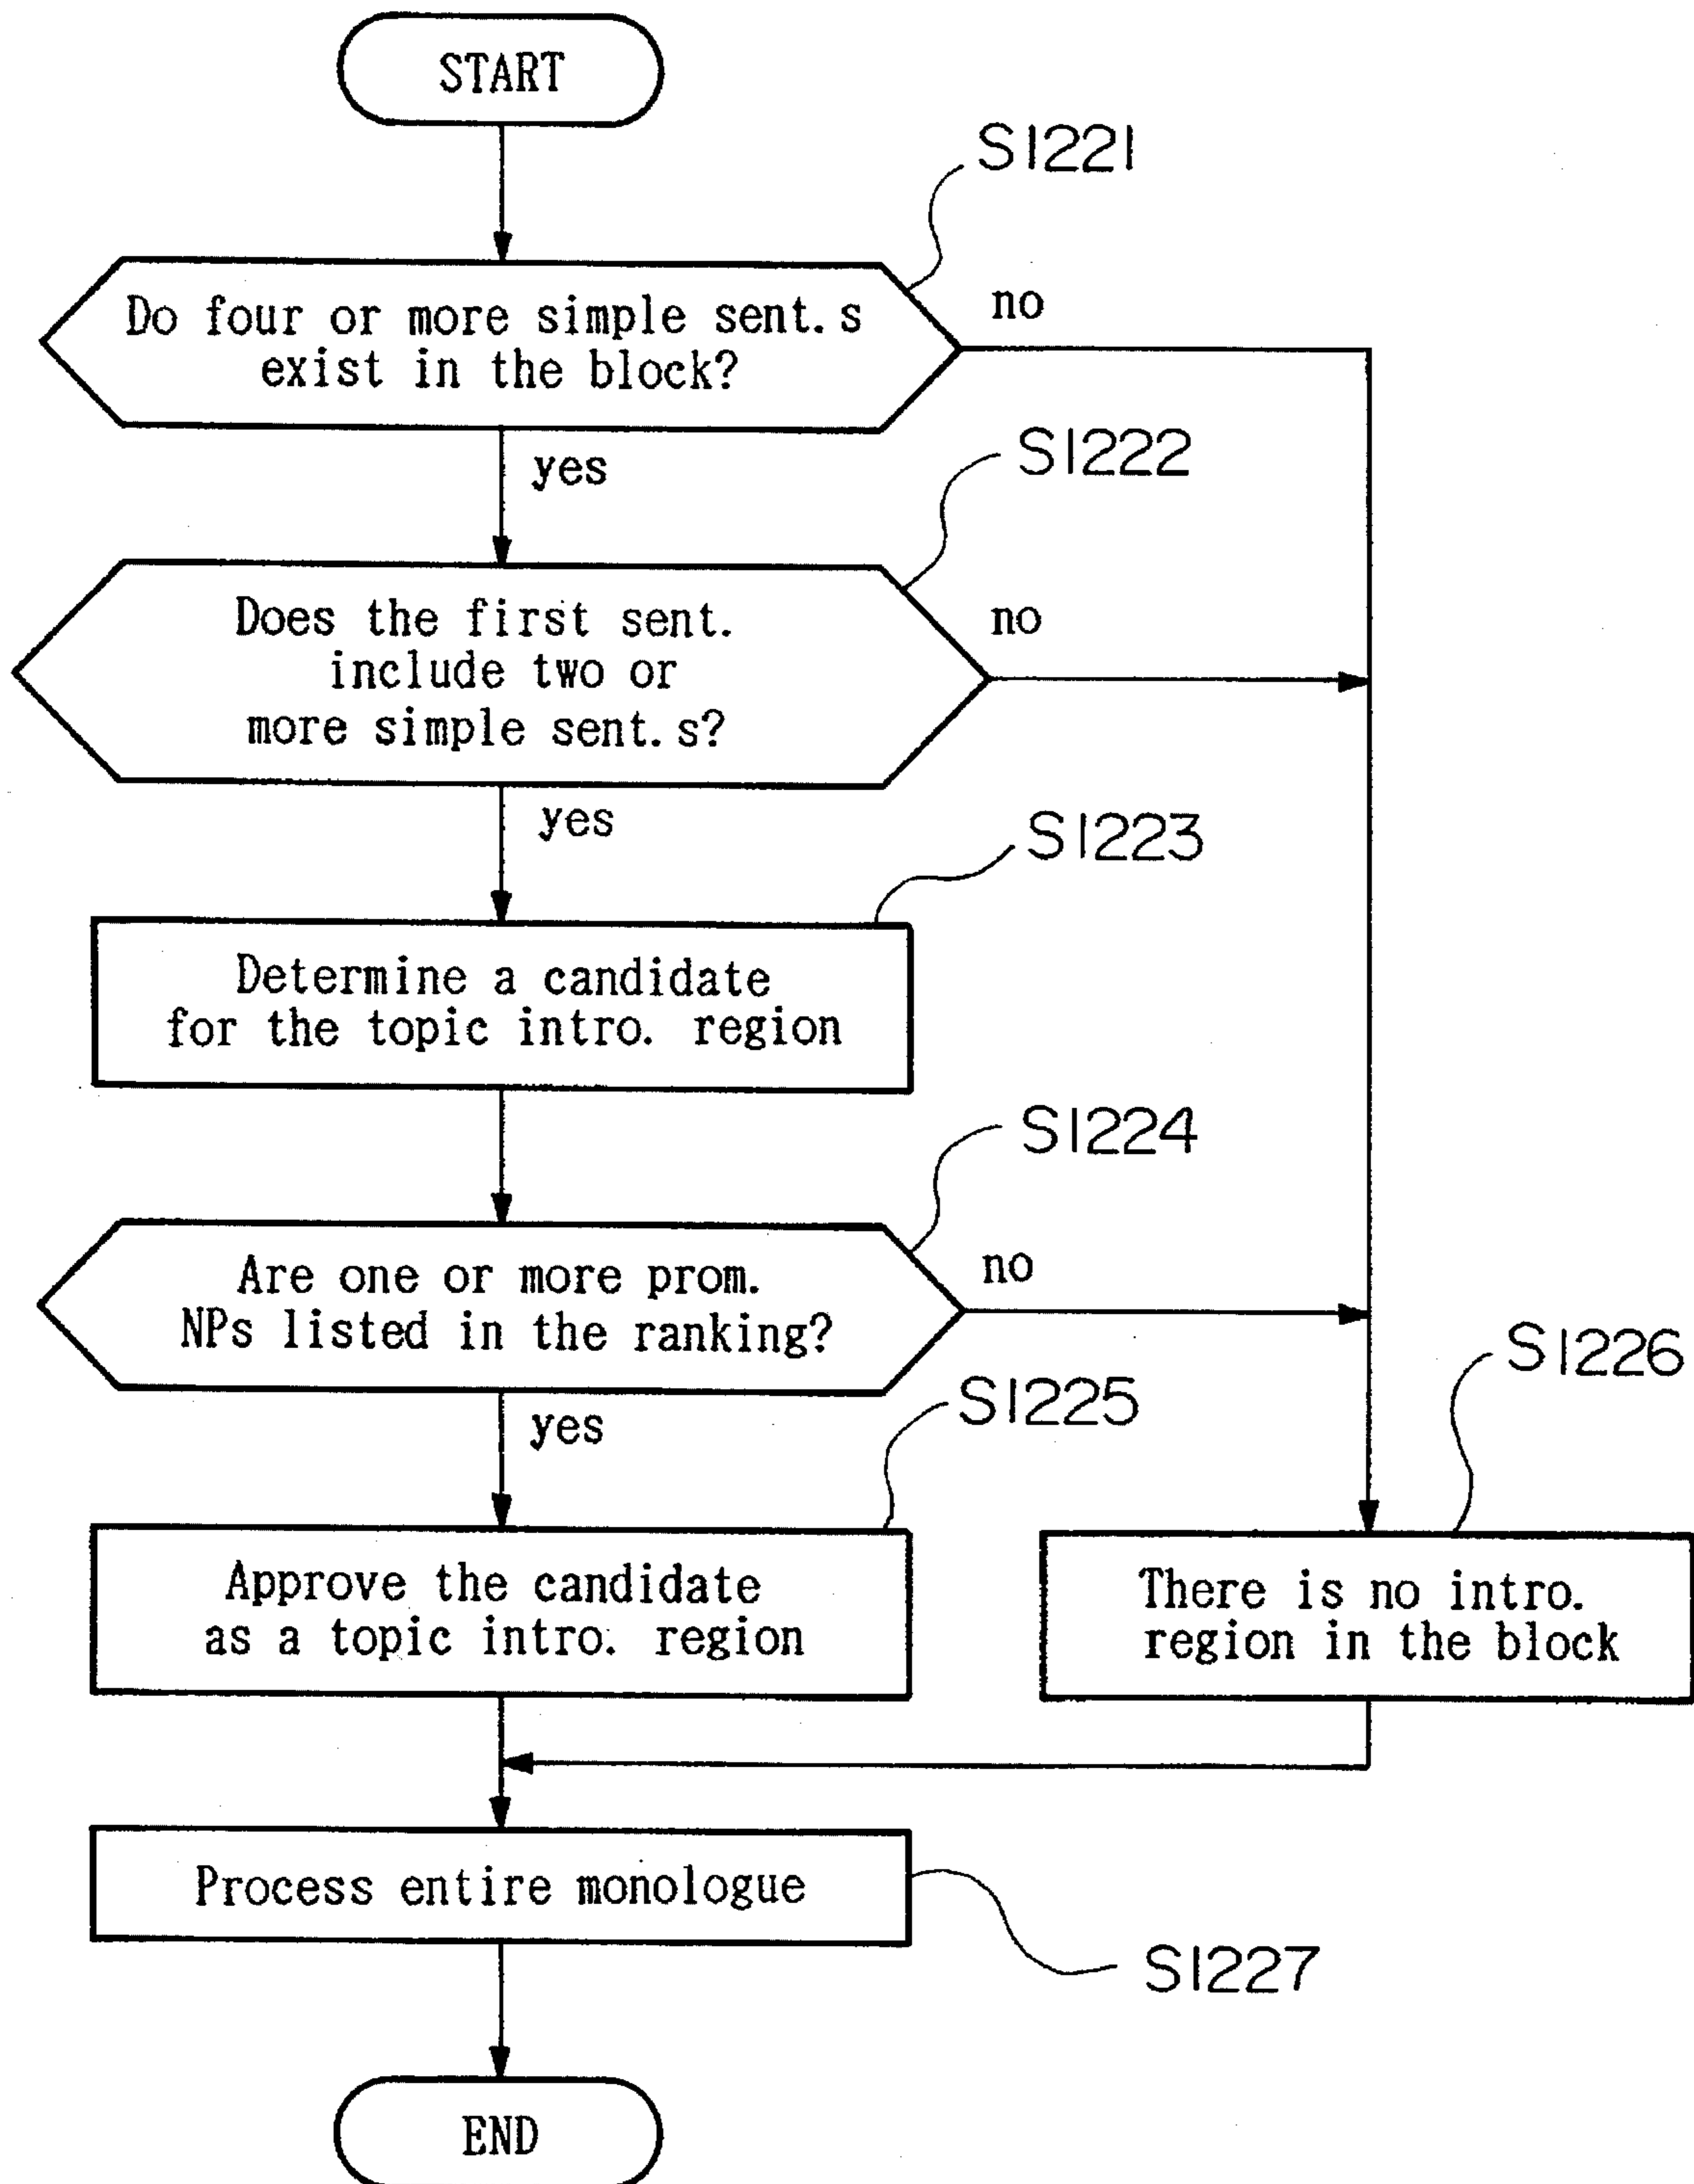 START
S1221
Do four or more simple sent.s
exist in the block?
no
yes
S1222
Does the first sent.
include two or
more simple sent.s?
no
yes
S1223
Determine a candidate
for the topic intro. region
S1224
Are one or more prom.
NPs listed in the ranking?
no
yes
S1225
S1226
Approve the candidate
as a topic intro. region
There is no intro.
region in the block
Process entire monologue
S1227
END